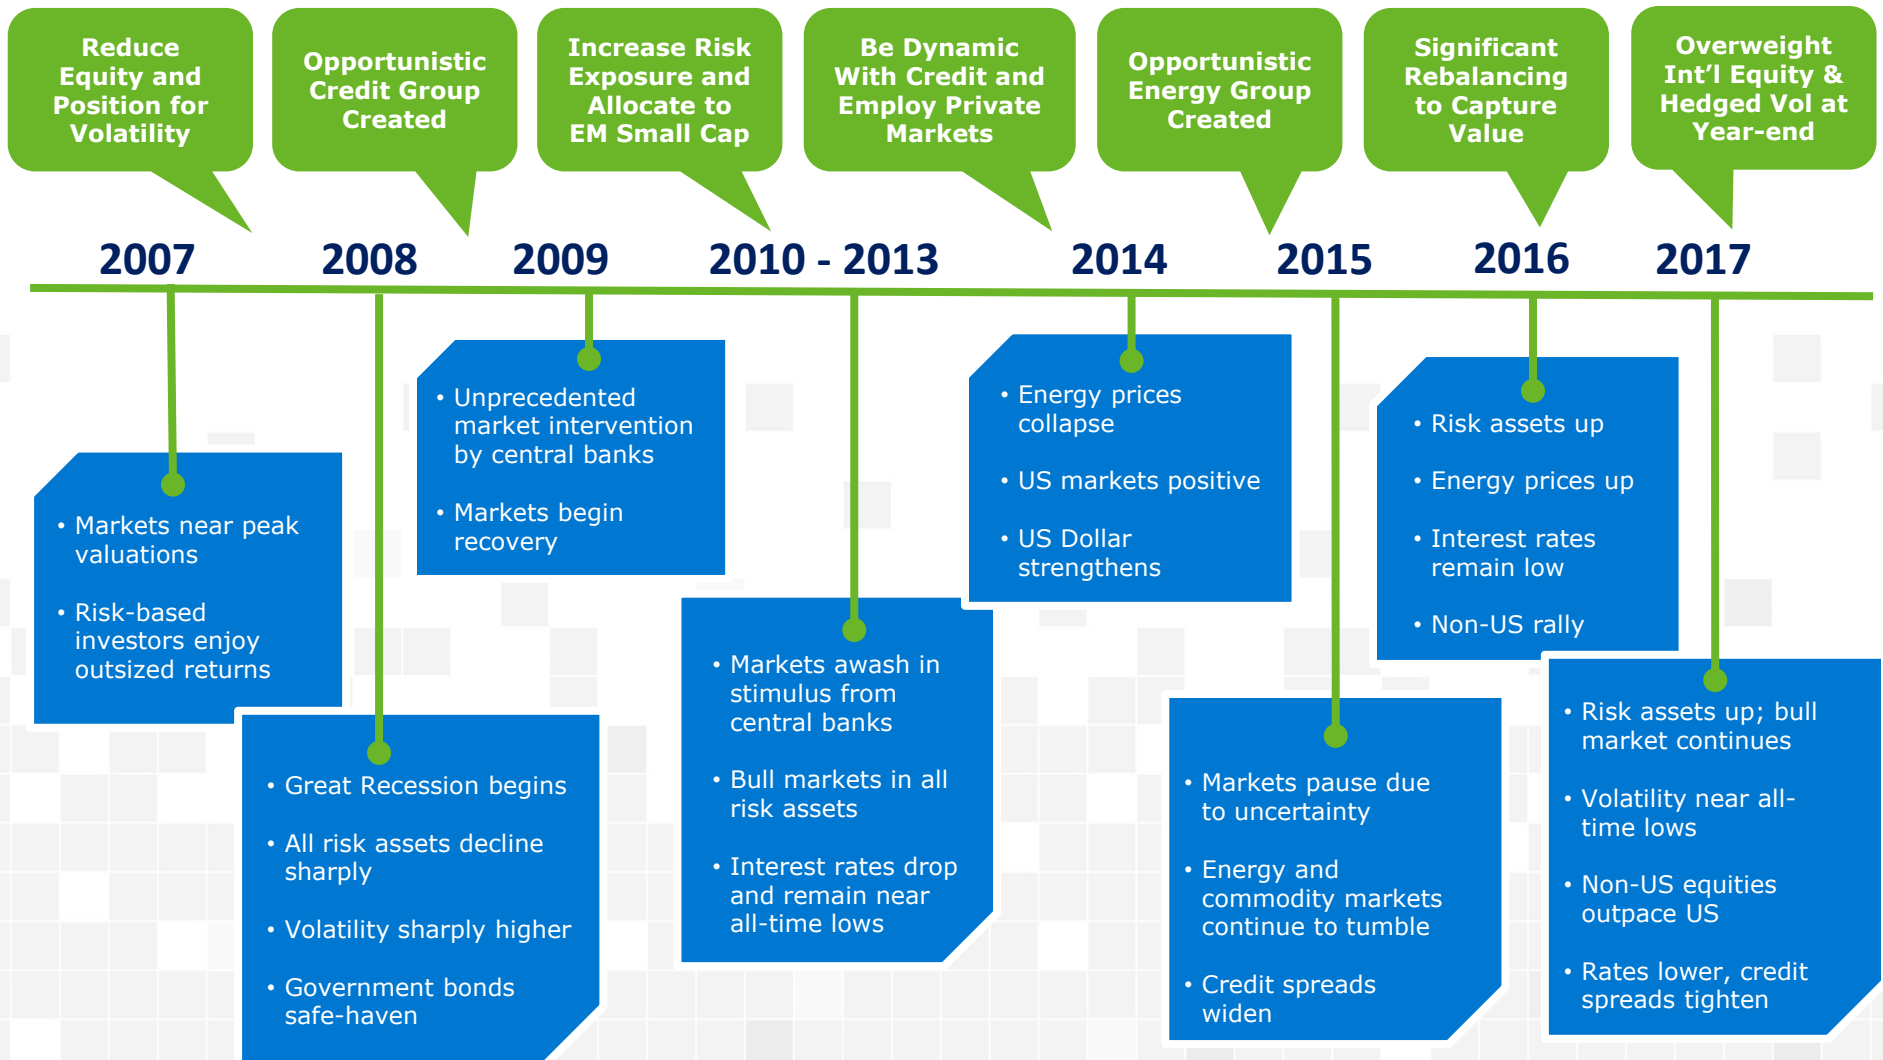 Reduce
Equity and
Position for
Volatility
Opportunistic
Credit Group
Created
Increase Risk
Exposure and
Allocate to
EM Small Cap
Be Dynamic
With Credit and
Employ Private
Markets
Opportunistic
Energy Group
Created
Significant
Rebalancing
to Capture
Value
Overweight
Int’l Equity &
Hedged Vol at
Year-end
2007
2008
2009
2010 - 2013
2014
2015
2016
2017
• Markets near peak
valuations
• Risk-based
investors enjoy
outsized returns
• Great Recession begins
• All risk assets decline
sharply
• Volatility sharply higher
• Government bonds
safe-haven
• Unprecedented
market intervention
by central banks
• Markets begin
recovery
• Markets awash in
stimulus from
central banks
• Bull markets in all
risk assets
• Interest rates drop
and remain near
all-time lows
• Energy prices
collapse
• US markets positive
• US Dollar
strengthens
• Markets pause due
to uncertainty
• Energy and
commodity markets
continue to tumble
• Credit spreads
widen
• Risk assets up
• Energy prices up
• Interest rates
remain low
• Non-US rally
• Risk assets up; bull
market continues
• Volatility near all-
time lows
• Non-US equities
outpace US
• Rates lower, credit
spreads tighten